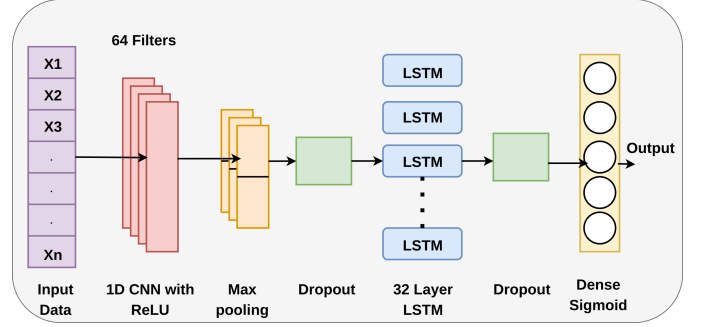 64 Filters
X1
X2
X3
.
.
.
Xn
LSTM
LSTM
LSTM
LSTM
Output
Input
Data
1D CNN with
ReLU
Max
pooling
Dropout
32 Layer
LSTM
Dropout
Dense
Sigmoid